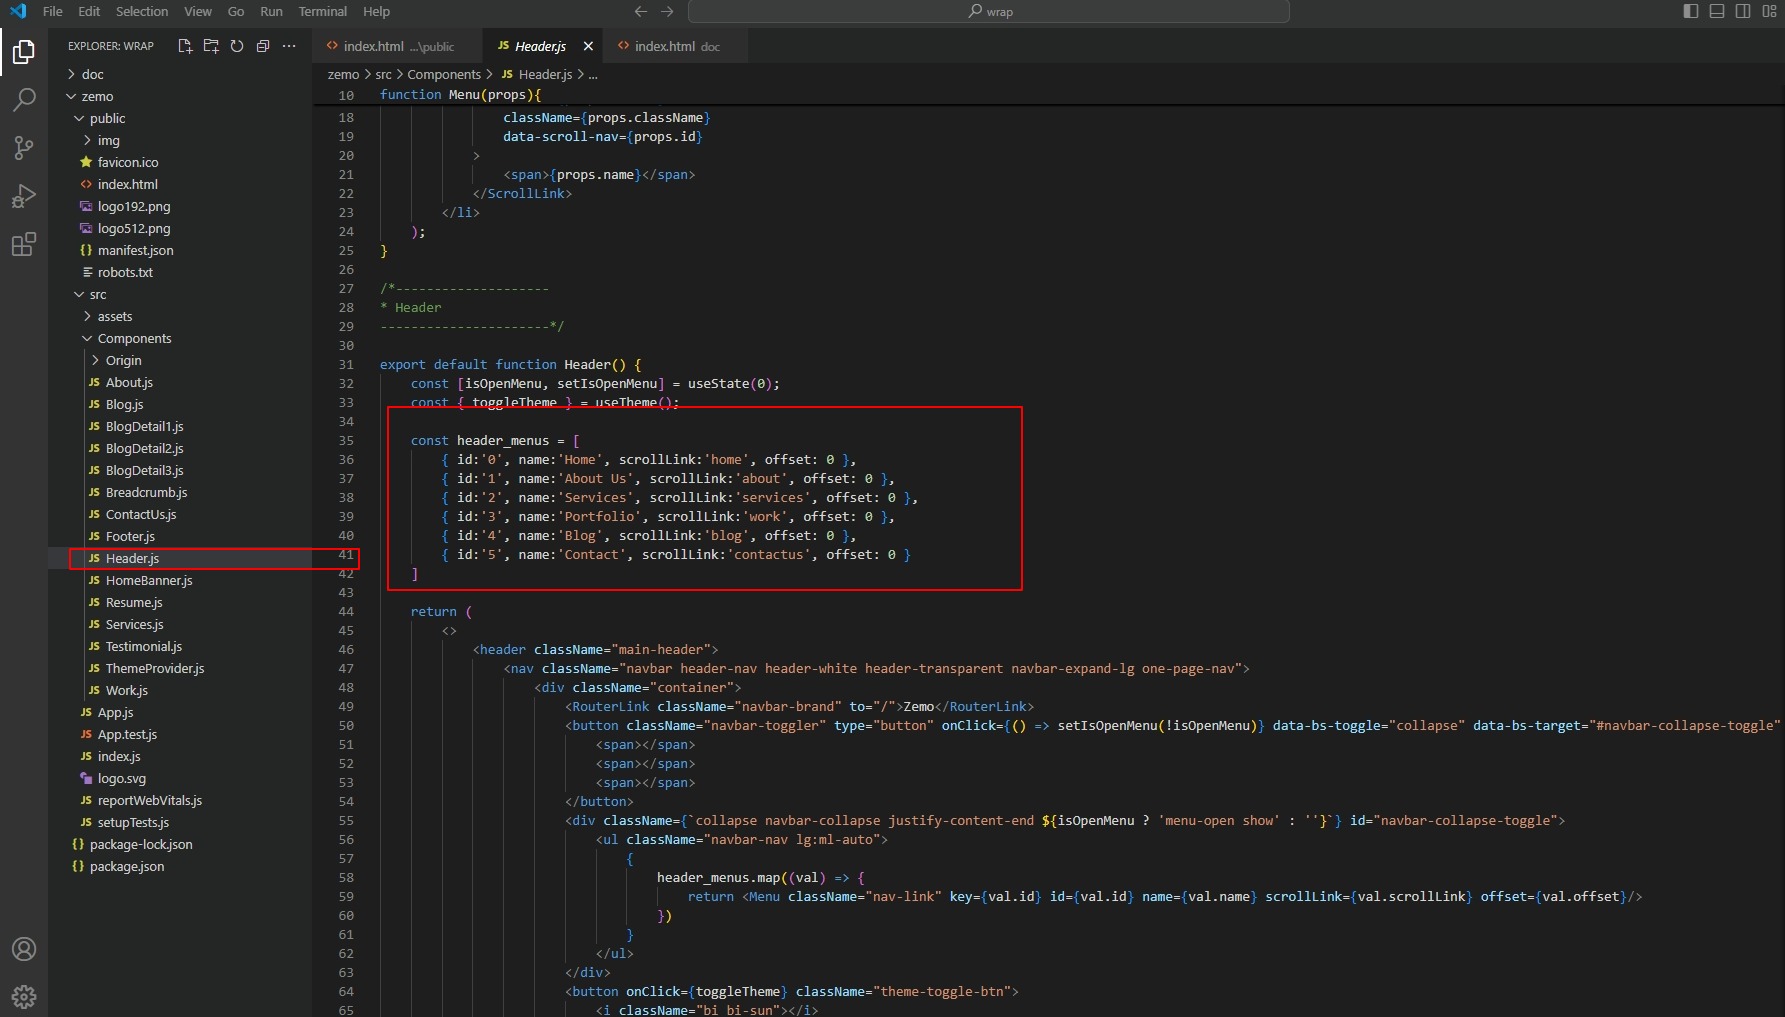 File Edit Selection View Go Run Terminal Help
wrap
EXPLORER: WRAP
doc
zemo
public
img
favicon.ico
index.html
logo192.png
logo512.png
manifest.json
robots.txt
src
assets
Components
Origin
JS About.js
JS Blog.js
JS BlogDetail1.js
JS BlogDetail2.js
JS BlogDetail3.js
JS Breadcrumb.js
JS ContactUs.js
JS Footer.js
JS Header.js
JS HomeBanner.js
JS Resume.js
JS Services.js
JS Testimonial.js
JS ThemeProvider.js
JS Work.js
JS App.js
JS App.test.js
JS index.js
logo.svg
JS reportWebVitals.js
JS setupTests.js
{} package-lock.json
{} package.json
index.html ...\public JS Header.js index.html doc
zemo > src > Components > JS Header.js > ...
10 function Menu(props){
18 className={props.className}
19 data-scroll-nav={props.id}
20 >
21 <span>{props.name}</span>
22 </ScrollLink>
23 </li>
24 );
25 }
26
27 /*--------------------
28 * Header
29 ----------------------*/
30
31 export default function Header() {
32 const [isOpenMenu, setIsOpenMenu] = useState(0);
33 const { toggleTheme } = useTheme();
34
35 const header_menus = [
36 { id:'0', name:'Home', scrollLink:'home', offset: 0 },
37 { id:'1', name:'About Us', scrollLink:'about', offset: 0 },
38 { id:'2', name:'Services', scrollLink:'services', offset: 0 },
39 { id:'3', name:'Portfolio', scrollLink:'work', offset: 0 },
40 { id:'4', name:'Blog', scrollLink:'blog', offset: 0 },
41 { id:'5', name:'Contact', scrollLink:'contactus', offset: 0 }
42 ]
43
44 return (
45 <>
46 <header className="main-header">
47 <nav className="navbar header-nav header-white header-transparent navbar-expand-lg one-page-nav">
48 <div className="container">
49 <RouterLink className="navbar-brand" to="/">Zemo</RouterLink>
50 <button className="navbar-toggler" type="button" onClick={() => setIsOpenMenu(!isOpenMenu)} data-bs-toggle="collapse" data-bs-target="#navbar-collapse-toggle"
51 <span></span>
52 <span></span>
53 <span></span>
54 </button>
55 <div className={`collapse navbar-collapse justify-content-end ${isOpenMenu ? 'menu-open show' : ''}`} id="navbar-collapse-toggle">
56 <ul className="navbar-nav lg:ml-auto">
57 {
58 header_menus.map((val) => {
59 return <Menu className="nav-link" key={val.id} id={val.id} name={val.name} scrollLink={val.scrollLink} offset={val.offset}/>
60 })
61 }
62 </ul>
63 </div>
64 <button onClick={toggleTheme} className="theme-toggle-btn">
65 <i className="bi bi-sun"></i>